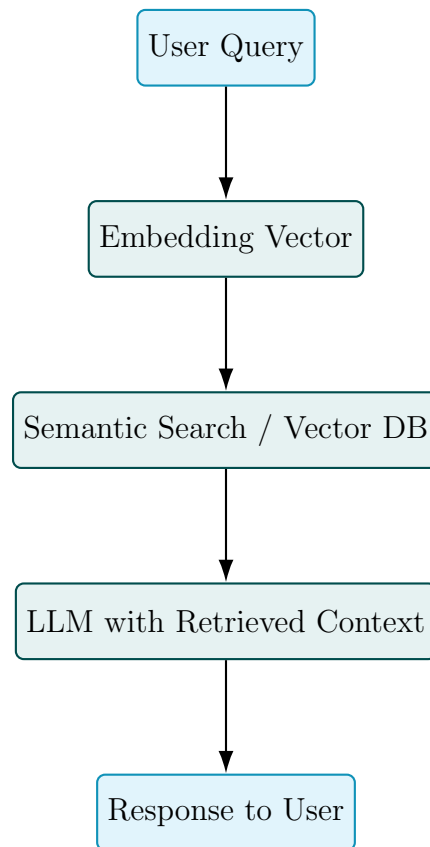 User Query
Embedding Vector
Semantic Search / Vector DB
LLM with Retrieved Context
Response to User